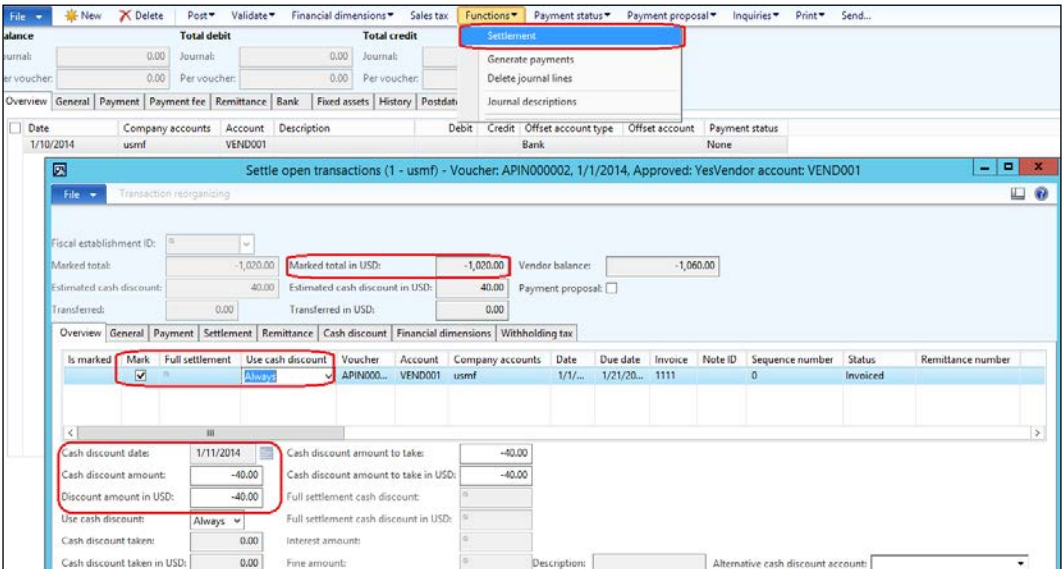 File New Delete Post Validate Financial dimensions Sales tax Functions Payment status Payment proposal Inquiries Print Send...
alance Total debit Total credit Settlement
ournal: 0.00 Journal: 0.00 Journal: Generate payments
er voucher: 0.00 Per voucher: 0.00 Per voucher: Delete journal lines
Overview General Payment Payment fee Remittance Bank Fixed assets History Postdat Journal descriptions
Date Company accounts Account Description Debit Credit Offset account type Offset account Payment status
1/10/2014 usmf VEND001 Bank None
Settle open transactions (1 - usmf) - Voucher: APIN000002, 1/1/2014, Approved: YesVendor account: VEND001
File Transaction reorganizing
Fiscal establishment ID:
Marked total: -1,020.00 Marked total in USD: -1,020.00 Vendor balance: -1,060.00
Estimated cash discount: 40.00 Estimated cash discount in USD: 40.00 Payment proposal:
Transferred: 0.00 Transferred in USD: 0.00
Overview General Payment Settlement Remittance Cash discount Financial dimensions Withholding tax
Is marked Mark Full settlement Use cash discount Voucher Account Company accounts Date Due date Invoice Note ID Sequence number Status Remittance number
Always APIN000... VEND001 usmf 1/1/... 1/21/20... 1111 0 Invoiced
Cash discount date: 1/11/2014 Cash discount amount to take: -40.00
Cash discount amount: -40.00 Cash discount amount to take in USD: -40.00
Discount amount in USD: -40.00 Full settlement cash discount:
Use cash discount: Always Full settlement cash discount in USD:
Cash discount taken: 0.00 Interest amount:
Cash discount taken in USD: 0.00 Fine amount: Description: Alternative cash discount account: